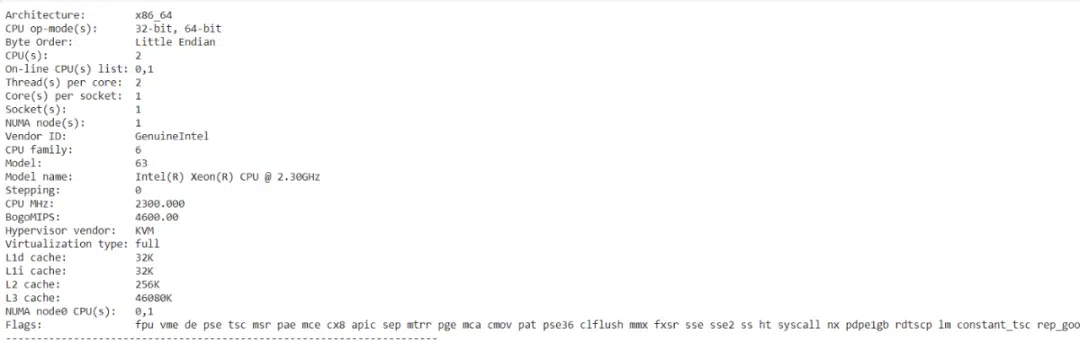 Architecture: x86_64
CPU op-mode(s): 32-bit, 64-bit
Byte Order: Little Endian
CPU(s): 2
On-line CPU(s) list: 0,1
Thread(s) per core: 2
Core(s) per socket: 1
Socket(s): 1
NUMA node(s): 1
Vendor ID: GenuineIntel
CPU family: 6
Model: 63
Model name: Intel(R) Xeon(R) CPU @ 2.30GHz
Stepping: 0
CPU MHz: 2300.000
BogoMIPS: 4600.00
Hypervisor vendor: KVM
Virtualization type: full
L1d cache: 32K
L1i cache: 32K
L2 cache: 256K
L3 cache: 46080K
NUMA node0 CPU(s): 0,1
Flags: fpu vme de pse tsc msr pae mce cx8 apic sep mtrr pge mca cmov pat pse36 clflush mmx fxsr sse sse2 ss ht syscall nx pdpe1gb rdtscp lm constant_tsc rep_goo